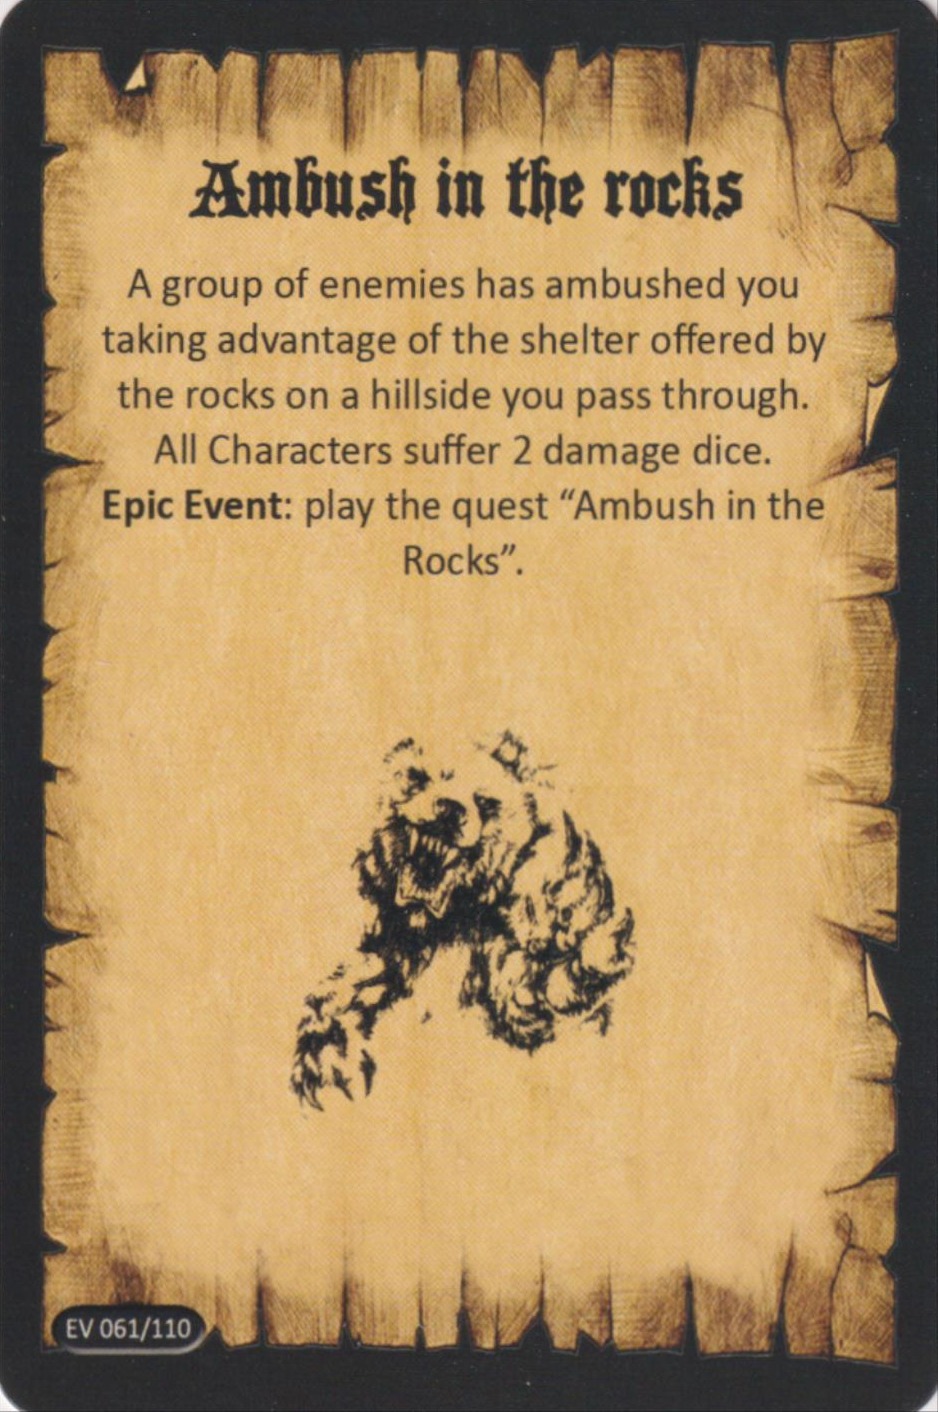 Ambush in the rocks
A group of enemies has ambushed you
taking advantage of the shelter offered by
the rocks on a hillside you pass through.
All Characters suffer 2 damage dice.
Epic Event: play the quest “Ambush in the
Rocks”.
EV 061/110